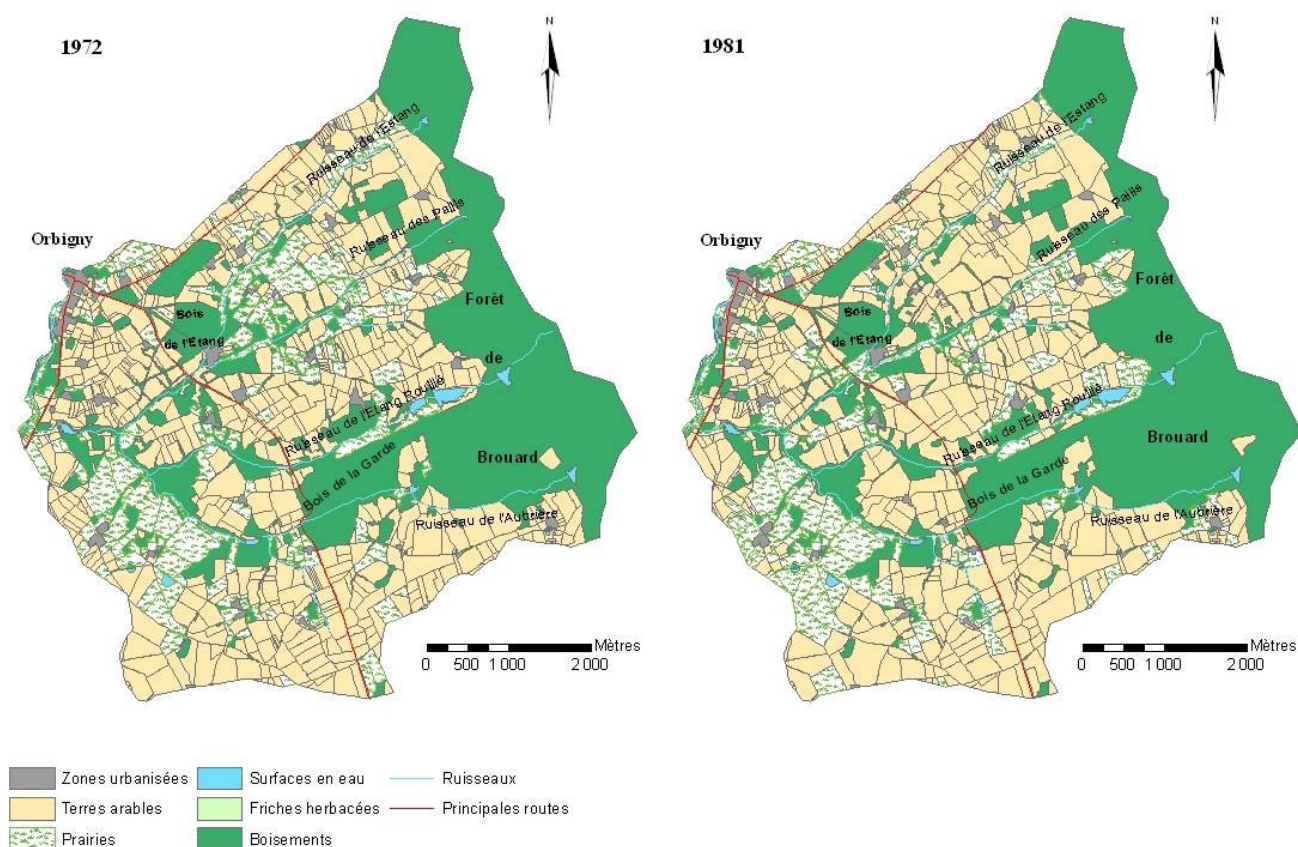 1972
N
Ruisseau de l'Estang
Orbigny
Ruisseau des Pallis
Bois
de l'Etang
Forêt
de
Brouard
Ruisseau de l'Etang Rouillé
Bois de la Garde
Ruisseau de l'Aubrière
Mètres
0 500 1 000 2 000
1981
N
Ruisseau de l'Estang
Orbigny
Ruisseau des Pallis
Bois
de l'Etang
Forêt
de
Brouard
Ruisseau de l'Etang Rouillé
Bois de la Garde
Ruisseau de l'Aubrière
Mètres
0 500 1 000 2 000
Zones urbanisées
Surfaces en eau
Ruisseaux
Terres arables
Friches herbacées
Principales routes
Prairies
Boisements